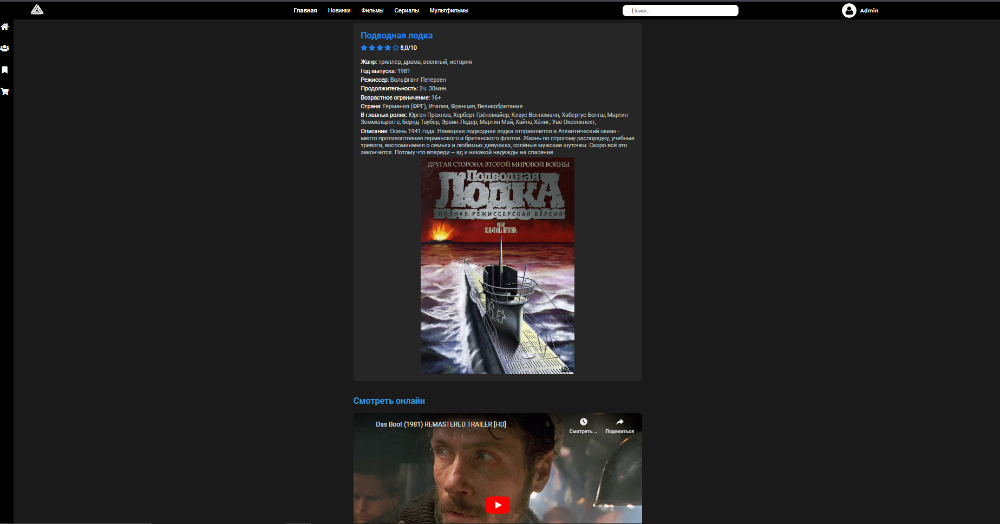 Главная Новинки Фильмы Сериалы Мультфильмы Поиск... Admin
Подводная лодка
8,0/10
Жанр: триллер, драма, военный, история
Год выпуска: 1981
Режиссер: Вольфганг Петерсен
Продолжительность: 2ч. 30мин.
Возрастное ограничение: 16+
Страна: Германия (ФРГ), Италия, Франция, Великобритания
В главных ролях: Юрген Прохнов, Херберт Грёнемайер, Клаус Веннеманн, Хабертус Бенгш, Мартин
Земмельрогге, Бернд Таубер, Эрвин Ледер, Мартин Май, Хайнц Хёниг, Уве Оксенкнехт,
Описание: Осень 1941 года. Немецкая подводная лодка отправляется в Атлантический океан -
место противостояния германского и британского флотов. Жизнь по строгому распорядку, учебные
тревоги, воспоминания о семьях и любимых девушках, солёные мужские шуточки. Скоро всё это
закончится. Потому что впереди – ад и никакой надежды на спасение.
ДРУГАЯ СТОРОНА ВТОРОЙ МИРОВОЙ ВОЙНЫ
Подводная
Лодка
ПОЛНАЯ РЕЖИССЕРСКАЯ ВЕРСИЯ
ФИЛЬМ
ВОЛЬФГАНГА ПЕТЕРСЕНА
DVD
Смотреть онлайн
Das Boot (1981) REMASTERED TRAILER [HD]
Смотреть ... Поделиться